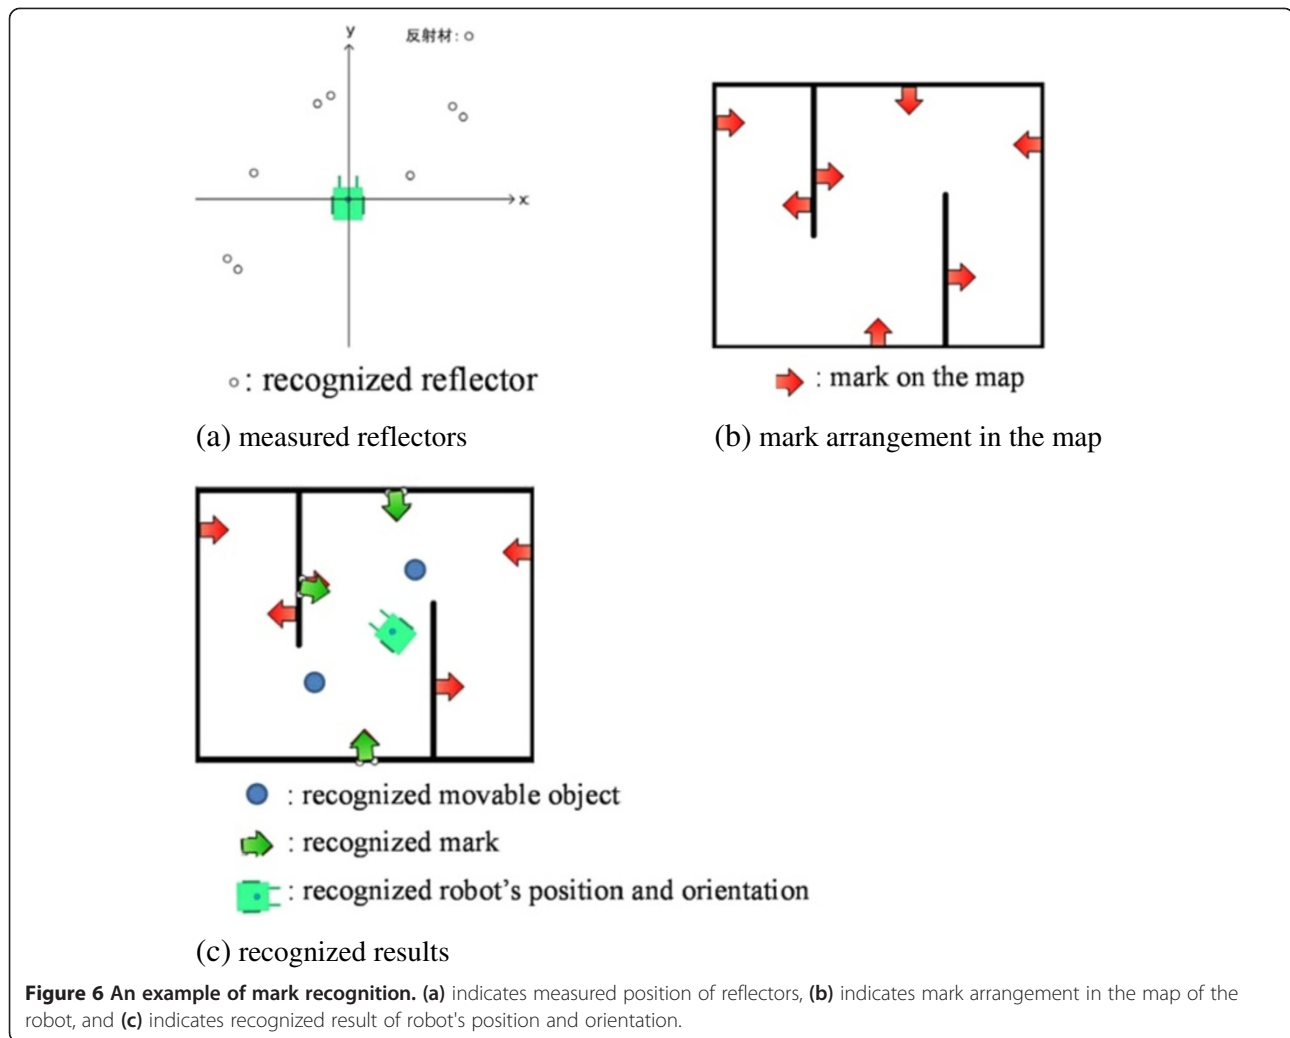 y
反射材: ○
x
○: recognized reflector
(a) measured reflectors
: mark on the map
(b) mark arrangement in the map
: recognized movable object
: recognized mark
: recognized robot's position and orientation
(c) recognized results
Figure 6 An example of mark recognition. (a) indicates measured position of reflectors, (b) indicates mark arrangement in the map of the
robot, and (c) indicates recognized result of robot's position and orientation.